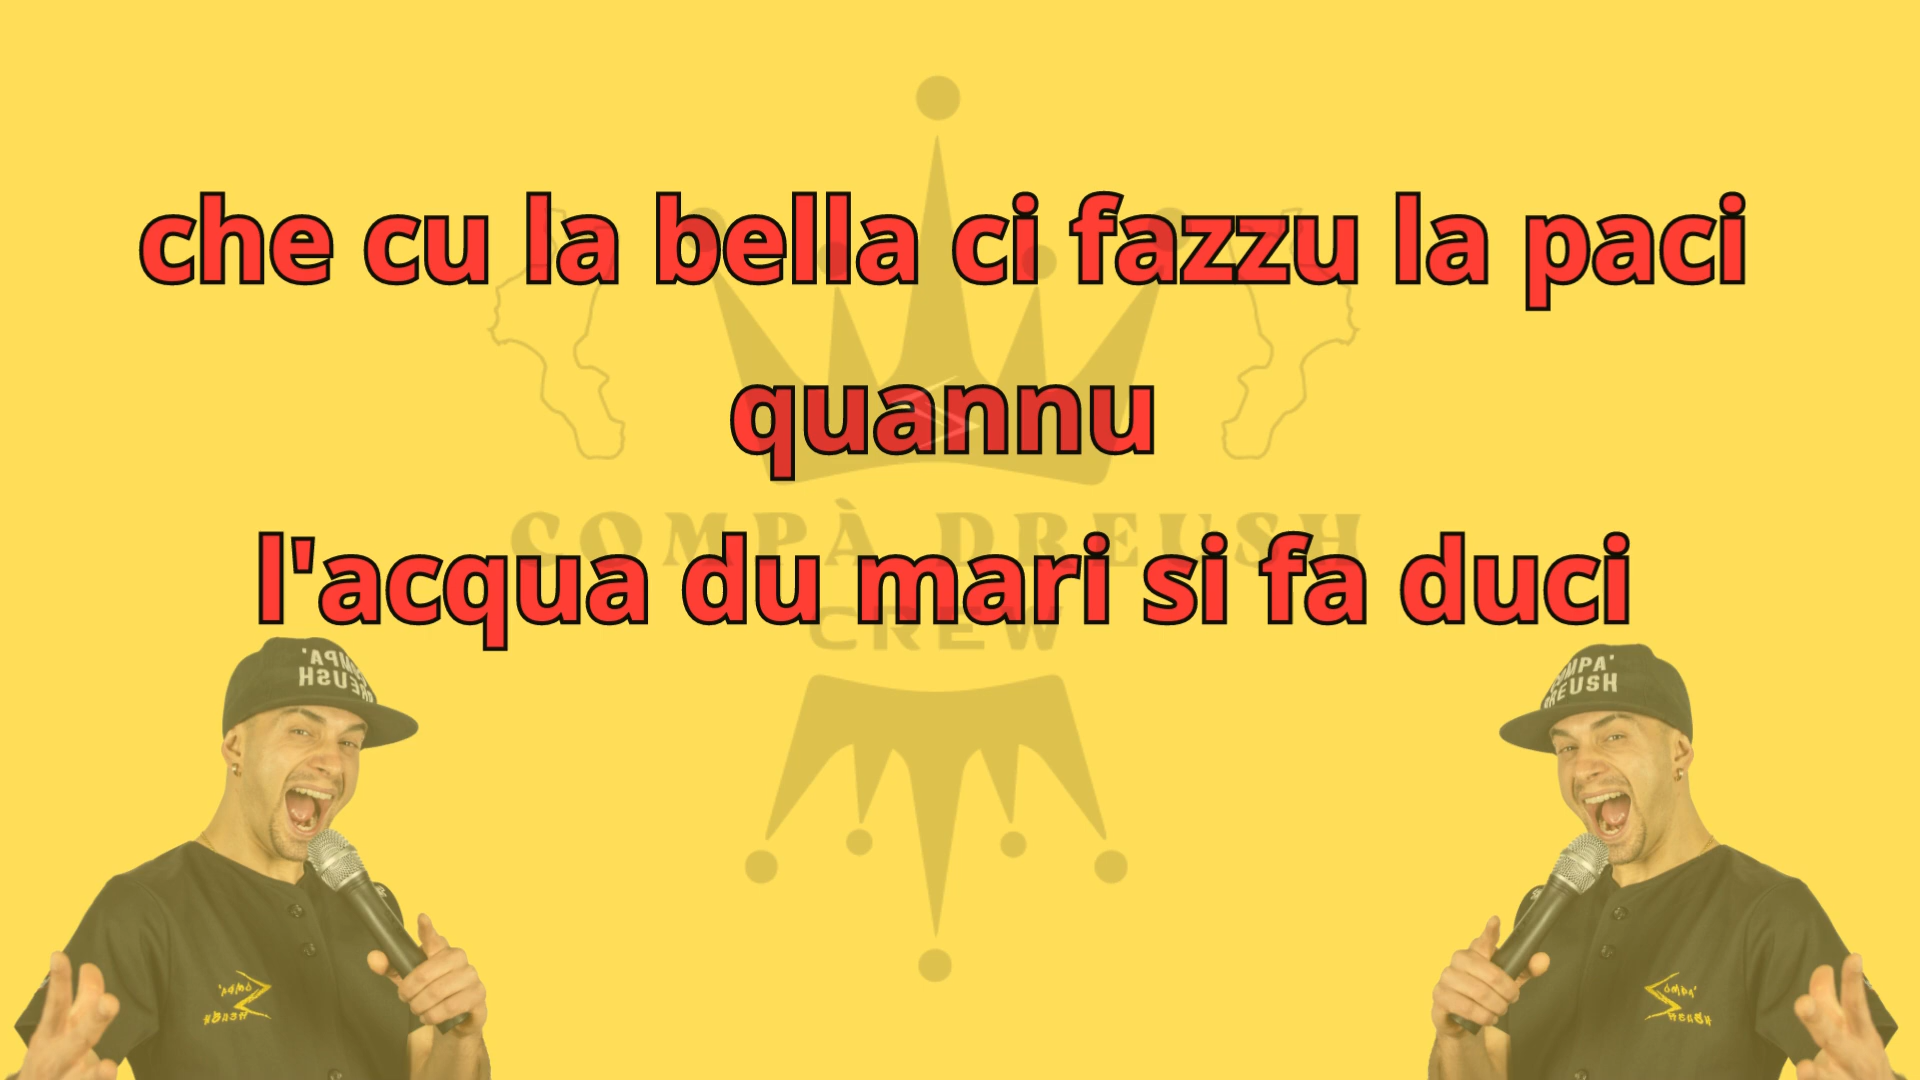 che cu la bella ci fazzu la paci
quannu
l'acqua du mari si fa duci
COMPÀ DREUSH
CREW
COMPA'
DREUSH
COMPA'
DREUSH